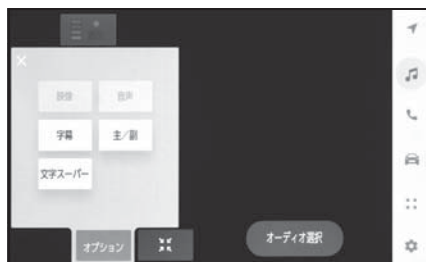 映像
音声
字幕
主／副
文字スーパー
オプション
オーディオ選択